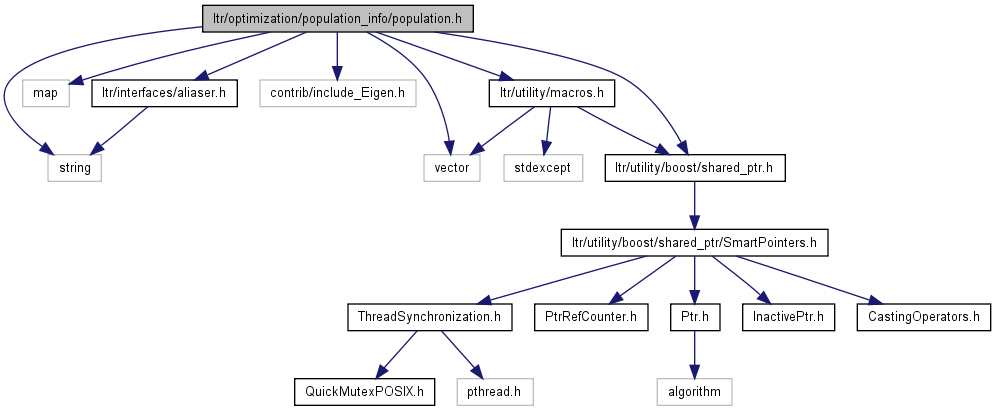 ltr/optimization/population_info/population.h
map
ltr/interfaces/aliaser.h
contrib/include_Eigen.h
ltr/utility/macros.h
string
vector
stdexcept
ltr/utility/boost/shared_ptr.h
ltr/utility/boost/shared_ptr/SmartPointers.h
ThreadSynchronization.h
PtrRefCounter.h
Ptr.h
InactivePtr.h
CastingOperators.h
QuickMutexPOSIX.h
pthread.h
algorithm